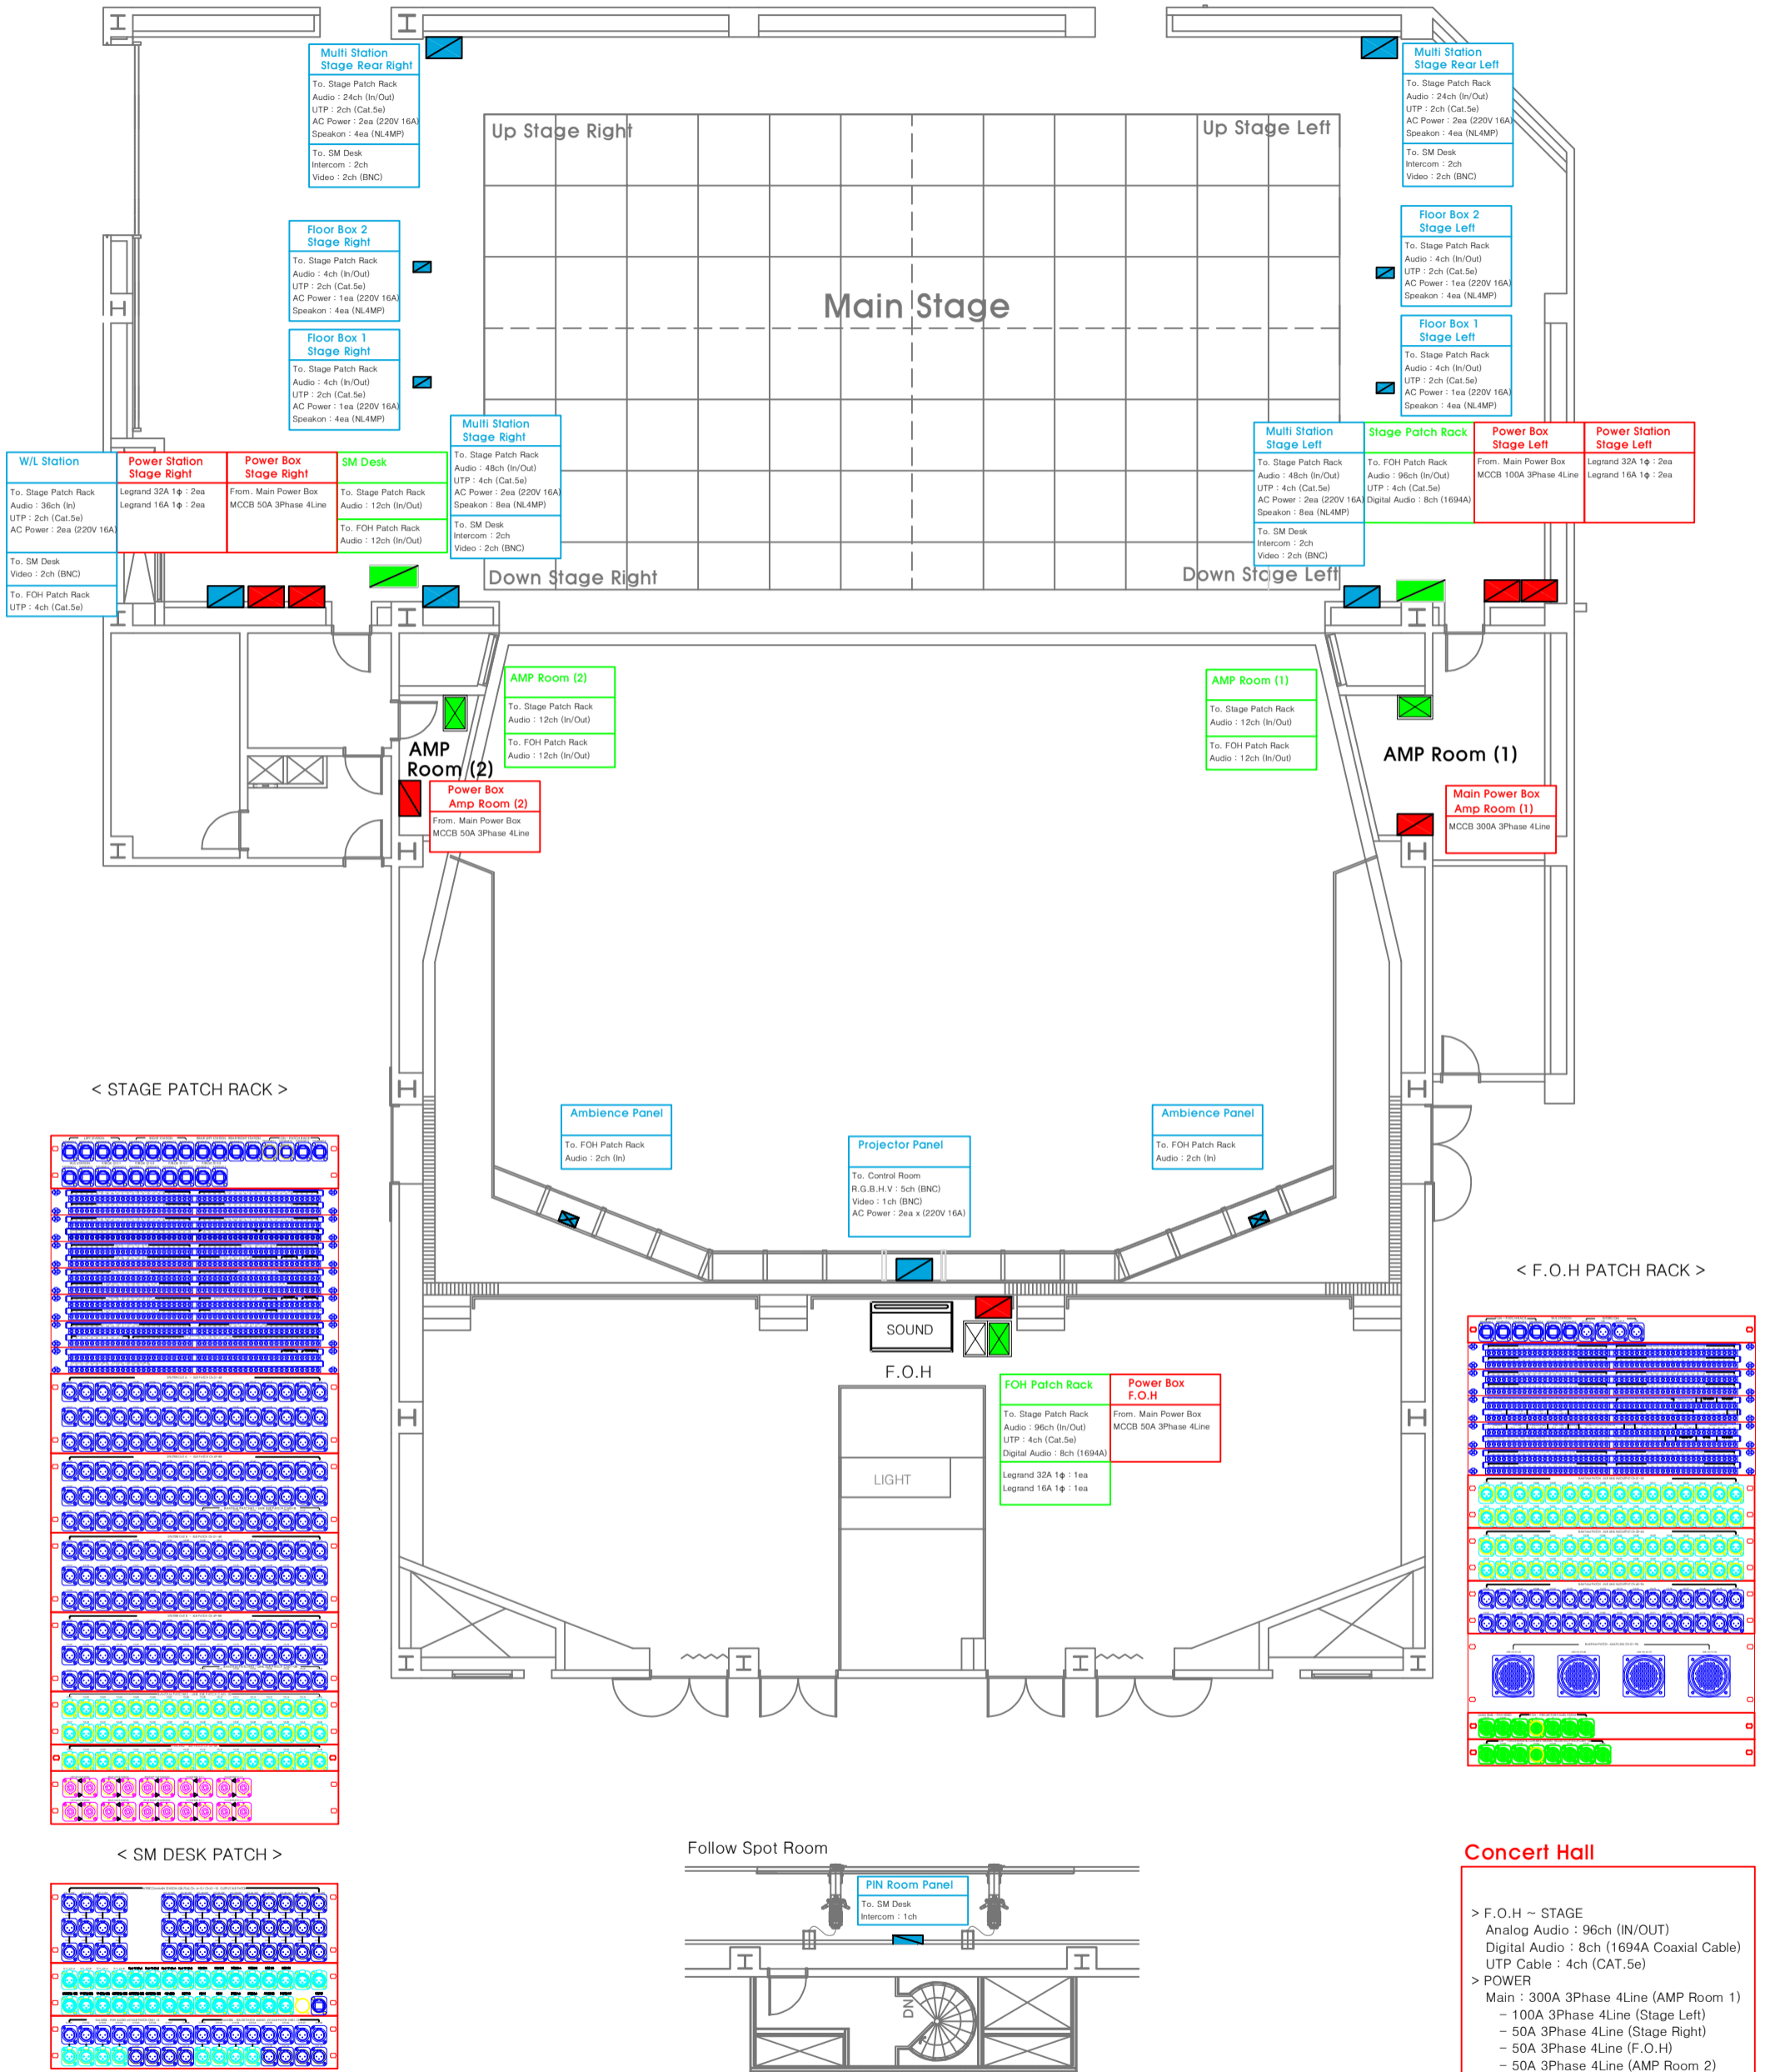 Multi Station
Stage Rear Right
To. Stage Patch Rack
Audio : 24ch (In/Out)
UTP : 2ch (Cat.5e)
AC Power : 2ea (220V 16A)
Speakon : 4ea (NL4MP)
To. SM Desk
Intercom : 2ch
Video : 2ch (BNC)
Multi Station
Stage Rear Left
To. Stage Patch Rack
Audio : 24ch (In/Out)
UTP : 2ch (Cat.5e)
AC Power : 2ea (220V 16A)
Speakon : 4ea (NL4MP)
To. SM Desk
Intercom : 2ch
Video : 2ch (BNC)
Up Stage Right
Up Stage Left
Floor Box 2
Stage Right
To. Stage Patch Rack
Audio : 4ch (In/Out)
UTP : 2ch (Cat.5e)
AC Power : 1ea (220V 16A)
Speakon : 4ea (NL4MP)
Floor Box 2
Stage Left
To. Stage Patch Rack
Audio : 4ch (In/Out)
UTP : 2ch (Cat.5e)
AC Power : 1ea (220V 16A)
Speakon : 4ea (NL4MP)
Main Stage
Floor Box 1
Stage Right
To. Stage Patch Rack
Audio : 4ch (In/Out)
UTP : 2ch (Cat.5e)
AC Power : 1ea (220V 16A)
Speakon : 4ea (NL4MP)
Floor Box 1
Stage Left
To. Stage Patch Rack
Audio : 4ch (In/Out)
UTP : 2ch (Cat.5e)
AC Power : 1ea (220V 16A)
Speakon : 4ea (NL4MP)
W/L Station
To. Stage Patch Rack
Audio : 36ch (In)
UTP : 2ch (Cat.5e)
AC Power : 2ea (220V 16A)
To. SM Desk
Video : 2ch (BNC)
To. FOH Patch Rack
UTP : 4ch (Cat.5e)
Power Station
Stage Right
Legrand 32A 1ϕ : 2ea
Legrand 16A 1ϕ : 2ea
Power Box
Stage Right
From. Main Power Box
MCCB 50A 3Phase 4Line
SM Desk
To. Stage Patch Rack
Audio : 12ch (In/Out)
To. FOH Patch Rack
Audio : 12ch (In/Out)
Multi Station
Stage Right
To. Stage Patch Rack
Audio : 48ch (In/Out)
UTP : 4ch (Cat.5e)
AC Power : 2ea (220V 16A)
Speakon : 8ea (NL4MP)
To. SM Desk
Intercom : 2ch
Video : 2ch (BNC)
Multi Station
Stage Left
To. Stage Patch Rack
Audio : 48ch (In/Out)
UTP : 4ch (Cat.5e)
AC Power : 2ea (220V 16A)
Speakon : 8ea (NL4MP)
To. SM Desk
Intercom : 2ch
Video : 2ch (BNC)
Stage Patch Rack
To. FOH Patch Rack
Audio : 96ch (In/Out)
UTP : 4ch (Cat.5e)
Digital Audio : 8ch (1694A)
Power Box
Stage Left
From. Main Power Box
MCCB 100A 3Phase 4Line
Power Station
Stage Left
Legrand 32A 1ϕ : 2ea
Legrand 16A 1ϕ : 2ea
Down Stage Right
Down Stage Left
AMP Room (2)
To. Stage Patch Rack
Audio : 12ch (In/Out)
To. FOH Patch Rack
Audio : 12ch (In/Out)
AMP Room (1)
To. Stage Patch Rack
Audio : 12ch (In/Out)
To. FOH Patch Rack
Audio : 12ch (In/Out)
AMP
Room (2)
AMP Room (1)
Power Box
Amp Room (2)
From. Main Power Box
MCCB 50A 3Phase 4Line
Main Power Box
Amp Room (1)
MCCB 300A 3Phase 4Line
< STAGE PATCH RACK >
Ambience Panel
To. FOH Patch Rack
Audio : 2ch (In)
Projector Panel
To. Control Room
R.G.B.H.V : 5ch (BNC)
Video : 1ch (BNC)
AC Power : 2ea x (220V 16A)
Ambience Panel
To. FOH Patch Rack
Audio : 2ch (In)
< F.O.H PATCH RACK >
SOUND
F.O.H
FOH Patch Rack
To. Stage Patch Rack
Audio : 96ch (In/Out)
UTP : 4ch (Cat.5e)
Digital Audio : 8ch (1694A)
Legrand 32A 1ϕ : 1ea
Legrand 16A 1ϕ : 1ea
Power Box
F.O.H
From. Main Power Box
MCCB 50A 3Phase 4Line
LIGHT
< SM DESK PATCH >
Follow Spot Room
PIN Room Panel
To. SM Desk
Intercom : 1ch
DN
Concert Hall
> F.O.H ~ STAGE
Analog Audio : 96ch (IN/OUT)
Digital Audio : 8ch (1694A Coaxial Cable)
UTP Cable : 4ch (CAT.5e)
> POWER
Main : 300A 3Phase 4Line (AMP Room 1)
- 100A 3Phase 4Line (Stage Left)
- 50A 3Phase 4Line (Stage Right)
- 50A 3Phase 4Line (F.O.H)
- 50A 3Phase 4Line (AMP Room 2)